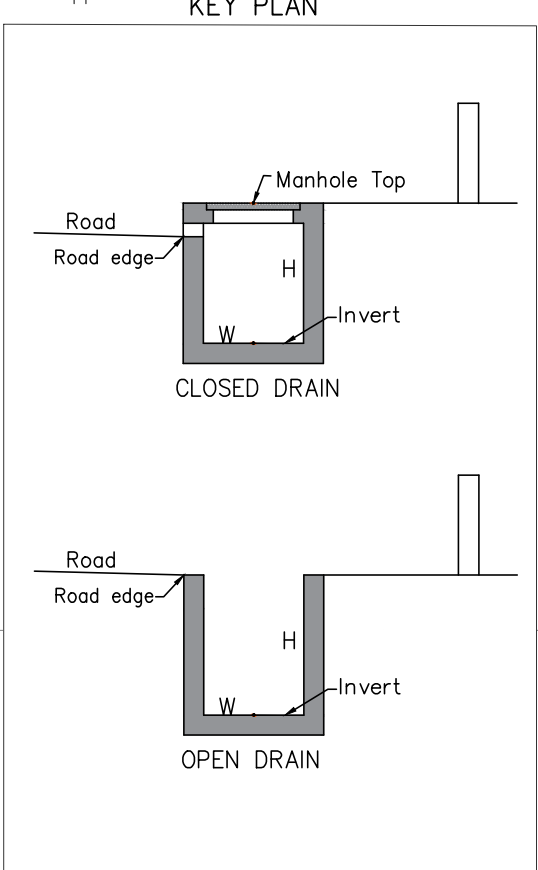 KEY PLAN
Manhole Top
Road
Road edge
H
Invert
W
CLOSED DRAIN
Road
Road edge
H
Invert
W
OPEN DRAIN